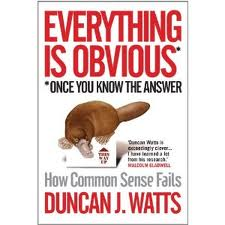 EVERYTHING
IS OBVIOUS*
*ONCE YOU KNOW THE ANSWER
THIS
WAY
UP
'Duncan Watts is
exceedingly clever...
I have learned a lot
from his research.'
MALCOLM GLADWELL
How Common Sense Fails
DUNCAN J. WATTS